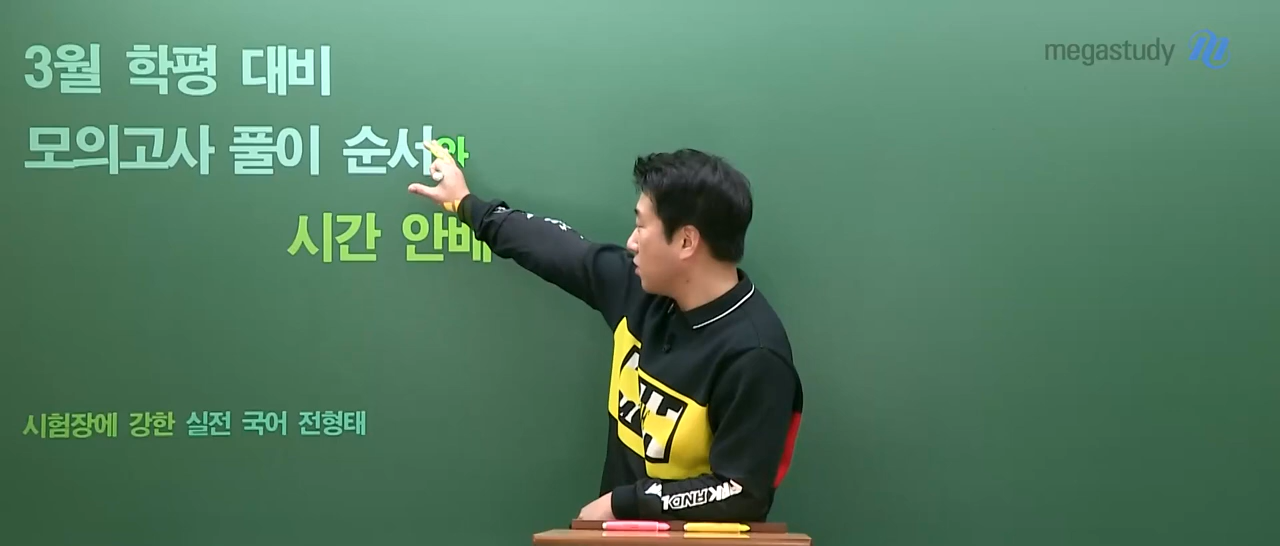 3월 학평 대비
megastudy
모의고사 풀이 순서와
시간 안배
시험장에 강한 실전 국어 전형태